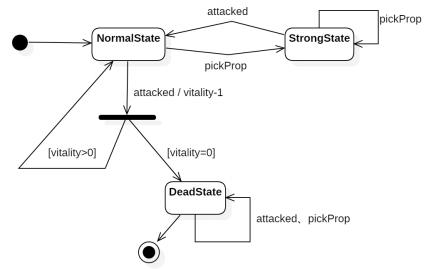 attacked
NormalState
StrongState
pickProp
pickProp
attacked / vitality-1
[vitality>0]
[vitality=0]
DeadState
attacked、pickProp